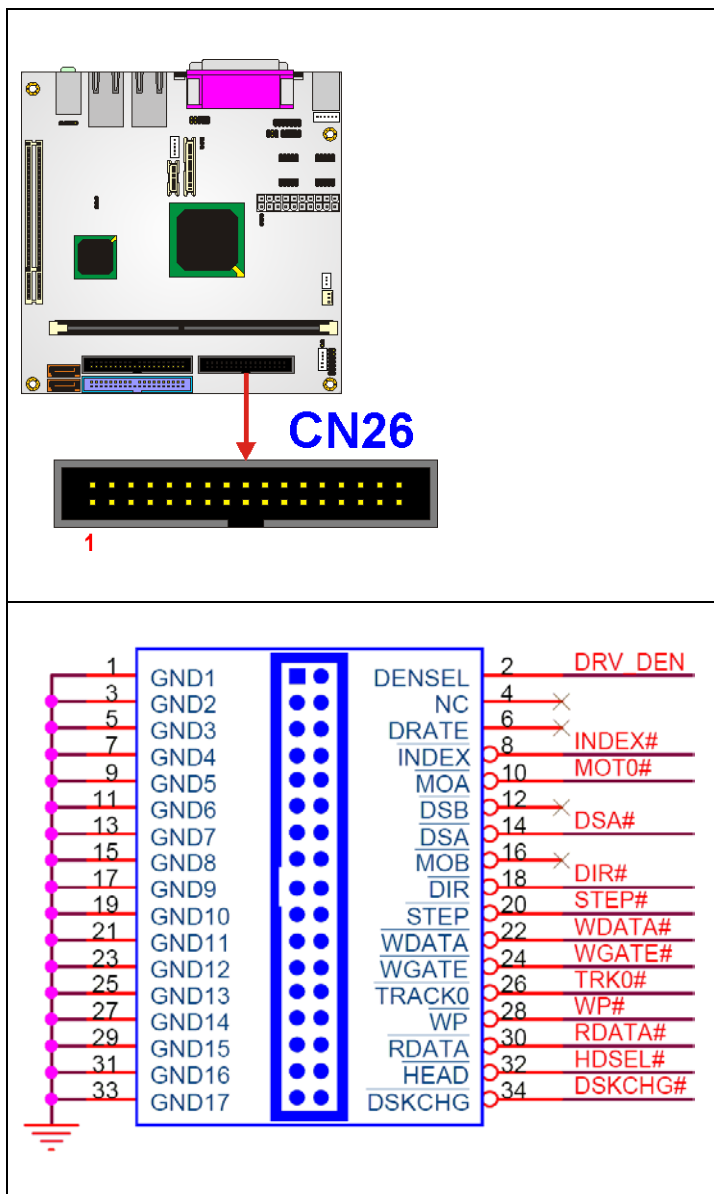 CN26
1
1 GND1 DENSEL 2 DRV_DEN
3 GND2 NC 4
5 GND3 DRATE 6
7 GND4 INDEX 8 INDEX#
9 GND5 MOA 10 MOT0#
11 GND6 DSB 12
13 GND7 DSA 14 DSA#
15 GND8 MOB 16
17 GND9 DIR 18 DIR#
19 GND10 STEP 20 STEP#
21 GND11 WDATA 22 WDATA#
23 GND12 WGATE 24 WGATE#
25 GND13 TRACK0 26 TRK0#
27 GND14 WP 28 WP#
29 GND15 RDATA 30 RDATA#
31 GND16 HEAD 32 HDSEL#
33 GND17 DSKCHG 34 DSKCHG#